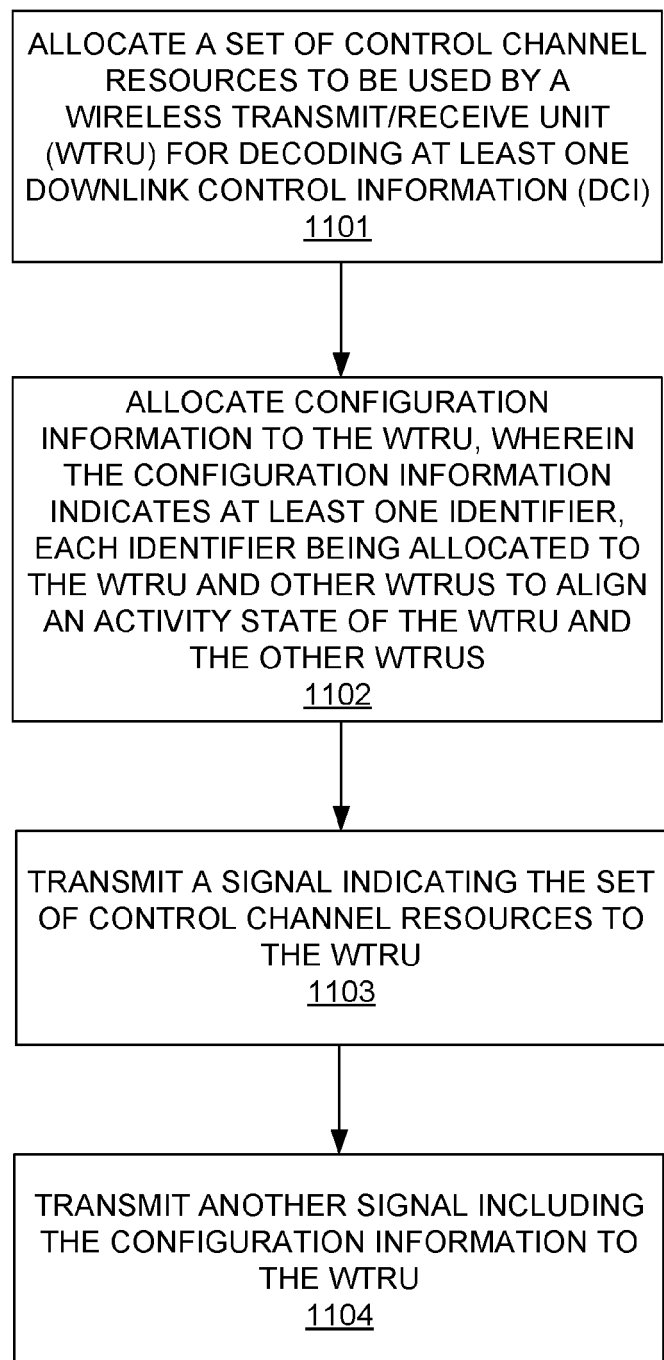 ALLOCATE A SET OF CONTROL CHANNEL
RESOURCES TO BE USED BY A
WIRELESS TRANSMIT/RECEIVE UNIT
(WTRU) FOR DECODING AT LEAST ONE
DOWNLINK CONTROL INFORMATION (DCI)
1101
ALLOCATE CONFIGURATION
INFORMATION TO THE WTRU, WHEREIN
THE CONFIGURATION INFORMATION
INDICATES AT LEAST ONE IDENTIFIER,
EACH IDENTIFIER BEING ALLOCATED TO
THE WTRU AND OTHER WTRUS TO ALIGN
AN ACTIVITY STATE OF THE WTRU AND
THE OTHER WTRUS
1102
TRANSMIT A SIGNAL INDICATING THE SET
OF CONTROL CHANNEL RESOURCES TO
THE WTRU
1103
TRANSMIT ANOTHER SIGNAL INCLUDING
THE CONFIGURATION INFORMATION TO
THE WTRU
1104